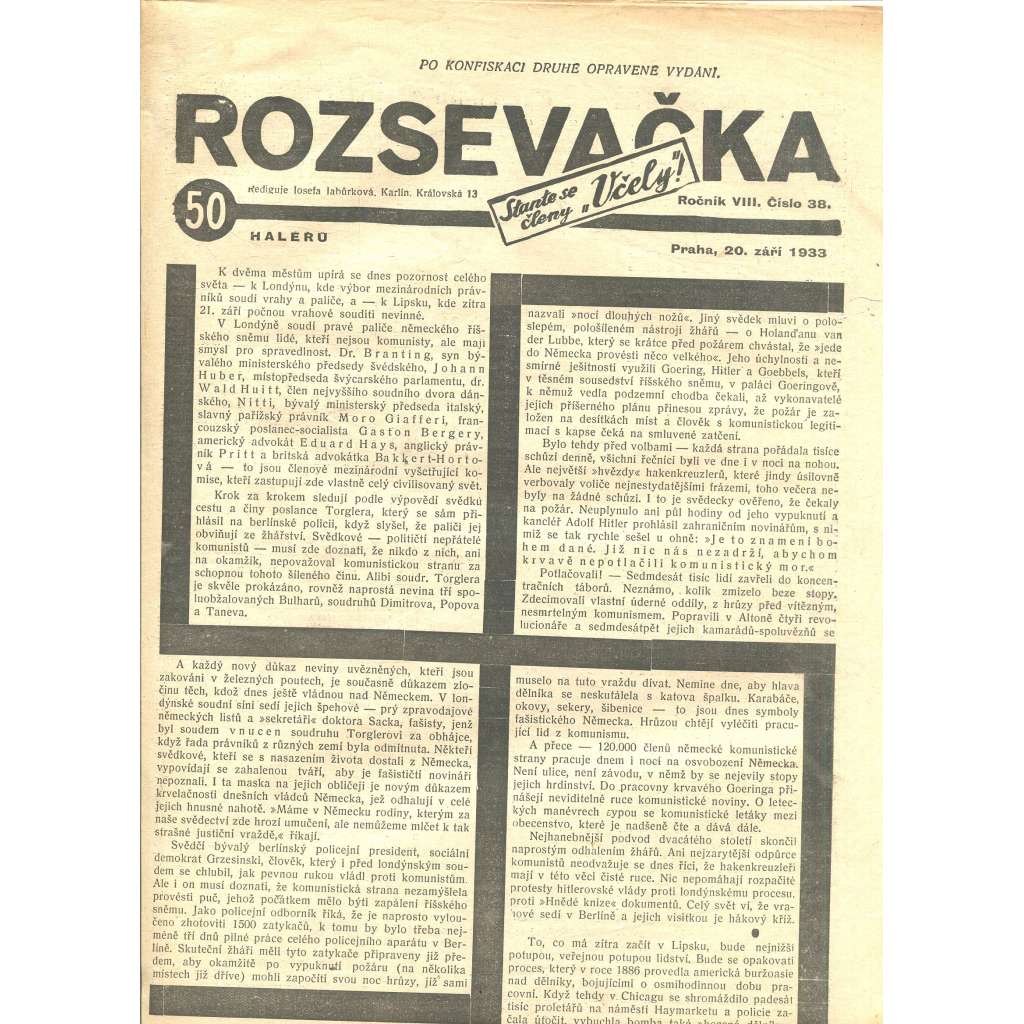 PO KONFISKACI DRUHÉ OPRAVENÉ VYDÁNÍ.
ROZSEVAČKA
Rediguje Josefa Jabůrková, Karlín, Královská 13
Staňte se členy „Včely“!
Ročník VIII. Číslo 38.
50
HALÉŘŮ
Praha, 20. září 1933
K dvěma městům upírá se dnes pozornost celého
světa — k Londýnu, kde výbor mezinárodních práv-
níků soudí vrahy a paliče, a — k Lipsku, kde zítra
21. září počnou vrahové souditi nevinné.
V Londýně soudí pravé paliče německého říš-
ského sněmu lidé, kteří nejsou komunisty, ale mají
smysl pro spravedlnost. Dr. Branting, syn bý-
valého ministerského předsedy švédského, Johann
Huber, místopředseda švýcarského parlamentu, dr.
Wald Huitt, člen nejvyššího soudního dvora dán-
ského, Nitti, bývalý ministerský předseda italský,
slavný pařížský právník Moro Giafferi, fran-
couzský poslanec-socialista Gaston Bergery,
americký advokát Eduard Hays, anglický práv-
ník Pritt a britská advokátka Bakkert-Horto-
vá — to jsou členové mezinárodní vyšetřující ko-
mise, kteří zastupují zde vlastně celý civilisovaný svět.
Krok za krokem sledují podle výpovědí svědků
cestu a činy poslance Torglera, který se sám při-
hlásil na berlínské policii, když slyšel, že paliči jej
obviňují ze žhářství. Svědkové — političtí nepřátelé
komunistů — musí zde doznati, že nikdo z nich, ani
na okamžik, nepovažoval komunistickou stranu za
schopnou tohoto šíleného činu. Alibi soudr. Torglera
je skvěle prokázáno, rovněž naprostá nevina tří spo-
luobžalovaných Bulharů, soudruhů Dimitrova, Popova
a Taneva.
A každý nový důkaz neviny uvězněných, kteří jsou
zakováni v železných poutech, je současně důkazem zlo-
činu těch, kdož dnes ještě vládnou nad Německem. V lon-
dýnské soudní síni sedí jejich špehové — prý zpravodajové
německých listů a »sekretáři« doktora Sacka, fašisty, jenž
byl soudem vnucen soudruhu Torglerovi za obhájce,
když řada právníků z různých zemí byla odmítnuta. Někteří
svědkové, kteří se s nasazením života dostali z Německa,
vypovídají se zahalenou tváří, aby je fašističtí novináři
nepoznali. I ta maska na jejich obličeji je novým důkazem
krvelačnosti dnešních vládců Německa, jež odhalují v celé
jejich hnusné nahotě. »Máme v Německu rodiny, kterým za
naše svědectví zde hrozí umučení, ale nemůžeme mlčet k tak
strašné justiční vraždě,« říkají.
Svědčí bývalý berlínský policejní president, sociální
demokrat Grzesinski, člověk, který i před londýnským sou-
dem se chlubil, jak pevnou rukou vládl proti komunistům.
Ale i on musí doznati, že komunistická strana nezamýšlela
provésti puč, jehož počátkem mělo býti zapálení říšského
sněmu. Jako policejní odborník říká, že je naprosto vylou-
čeno zhotoviti 1500 zatykačů, k tomu by bylo třeba nej-
méně tří dnů pilné práce celého policejního aparátu v Ber-
líně. Skuteční žháři měli tyto zatykače připraveny již pře-
dem, aby okamžitě po vypuknutí požáru (na několika
místech již dříve) mohli započíti svou noc hrůzy, již sami
nazvali »nocí dlouhých nožů«. Jiný svědek mluví o polo-
slepém, pološíleném nástroji žhářů — o Holanďanu van
der Lubbe, který se krátce před požárem chvástal, že »jede
do Německa provésti něco velkého«. Jeho úchylnosti a ne-
smírné ješitnosti využili Goering, Hitler a Goebbels, kteří
v těsném sousedství říšského sněmu, v paláci Goeringově,
k němuž vedla podzemní chodba čekali, až vykonavatelé
jejich příšerného plánu přinesou zprávy, že požár je za-
ložen na desítkách míst a člověk s komunistickou legiti-
mací v kapse čeká na smluvené zatčení.
Bylo tehdy před volbami — každá strana pořádala tisíce
schůzí denně, všichni řečníci byli ve dne i v noci na nohou.
Ale největší »hvězdy« hakenkreuzlerů, které jindy úsilovně
verbovaly voliče nejnestydatějšími frázemi, toho večera ne-
byly na žádné schůzi. I to je svědecky ověřeno, že čekaly
na požár. Neuplynulo ani půl hodiny od jeho vypuknutí a
kancléř Adolf Hitler prohlásil zahraničním novinářům, s ni-
miž se tak rychle sešel u ohně: »Je to znamení bo-
hem dané. Již nic nás nezadrží, abychom
krvavě nepotlačili komunistický mor.«
Potlačovali! — Sedmdesát tisíc lidí zavřeli do koncen-
tračních táborů. Neznámo, kolik zmizelo beze stopy.
Zdecimovali vlastní úderné oddíly, z hrůzy před vítězným,
nesmrtelným komunismem. Popravili v Altoně čtyři revo-
lucionáře a sedmdesátpět jejich kamarádů-spoluvězňů se
muselo na tuto vraždu dívat. Nemine dne, aby hlava
dělníka se neskutálela s katova špalku. Karabáče,
okovy, sekery, šibenice — to jsou dnes symboly
fašistického Německa. Hrůzou chtějí vyléčiti pracu-
jící lid z komunismu.
A přece — 120.000 členů německé komunistické
strany pracuje dnem i nocí na osvobození Německa.
Není ulice, není závodu, v němž by se nejevily stopy
jejich hrdinství. Do pracovny krvavého Goeringa při-
nášejí neviditelné ruce komunistické noviny. O letec-
kých manévrech sypou se komunistické letáky mezi
obecenstvo, které je nadšeně čte a dává dále.
Nejhanebnější podvod dvacátého století skončil
naprostým odhalením žhářů. Ani nejzarytější odpůrce
komunistů neodvažuje se dnes říci, že hakenkreuzleři
mají v této věci čisté ruce. Nic nepomáhají rozpačité
protesty hitlerovské vlády proti londýnskému procesu.
proti »Hnědé knize« dokumentů. Celý svět ví, že vra-
hové sedí v Berlíně a jejich visitkou je hákový kříž.
To, co má zítra začít v Lipsku, bude nejnižší
potupou, veřejnou potupou lidství. Bude se opakovati
proces, který v roce 1886 provedla americká buržoasie
nad dělníky, bojujícími o osmihodinnou dobu pra-
covní. Když tehdy v Chicagu se shromáždilo padesát
tisíc proletářů na náměstí Haymarketu a policie za-
čala útočit, vybuchla bomba